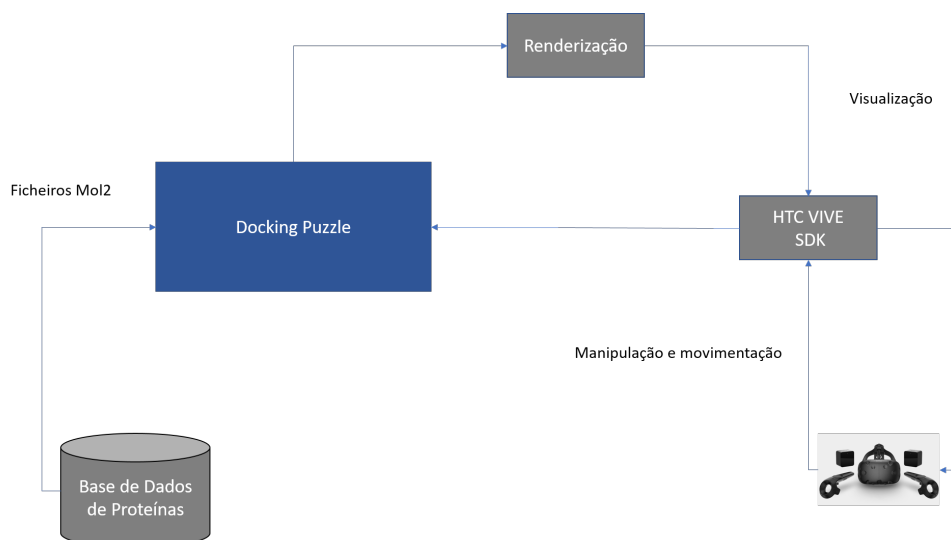 Renderização
Visualização
Ficheiros Mol2
Docking Puzzle
HTC VIVE
SDK
Manipulação e movimentação
Base de Dados
de Proteínas